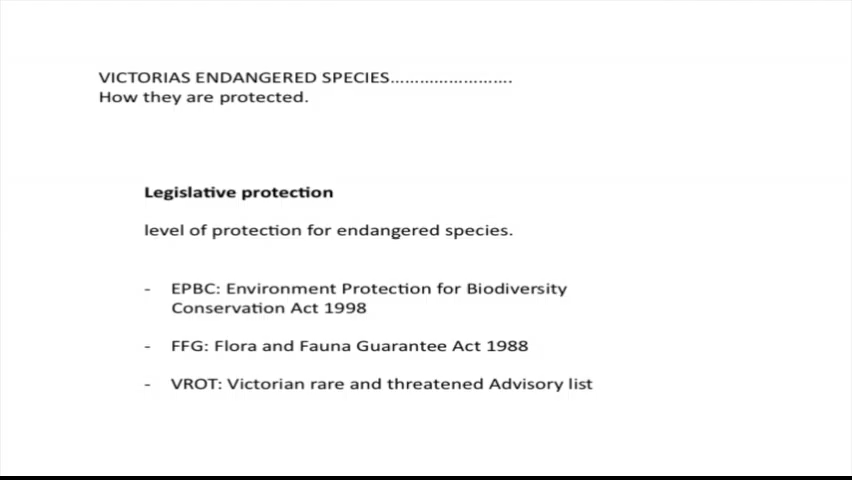 VICTORIAS ENDANGERED SPECIES…………………….
How they are protected.
Legislative protection
level of protection for endangered species.
- EPBC: Environment Protection for Biodiversity
Conservation Act 1998
- FFG: Flora and Fauna Guarantee Act 1988
- VROT: Victorian rare and threatened Advisory list